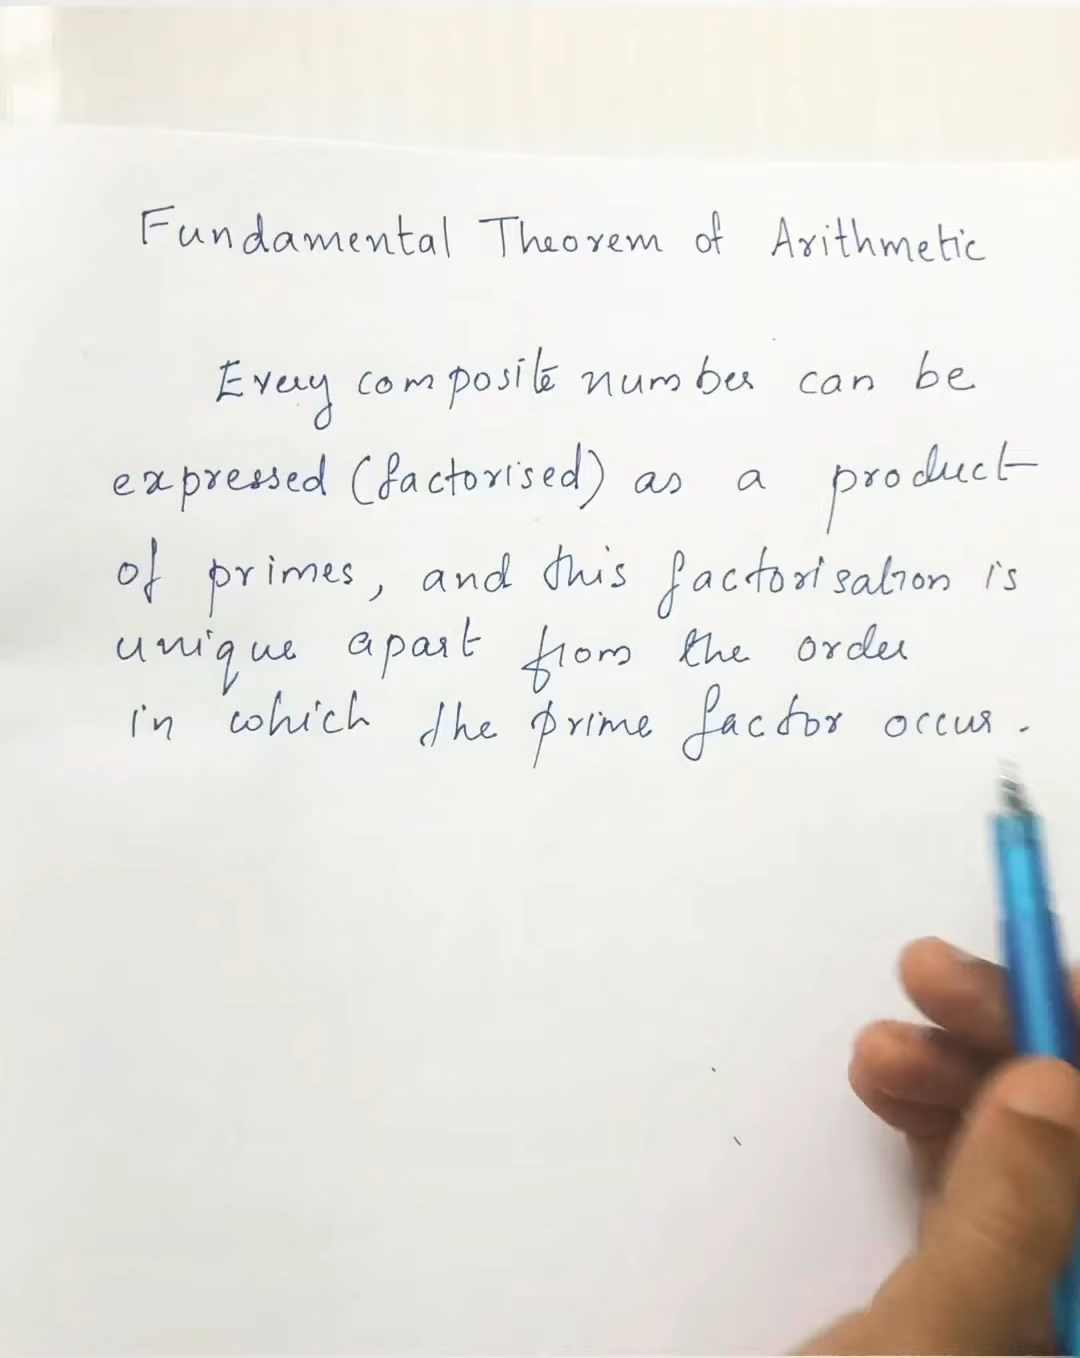 Fundamental Theorem of Arithmetic
Every composite number can be
expressed (factorised) as a product
of primes, and this factorisation is
unique apart from the order
in which the prime factor occur.